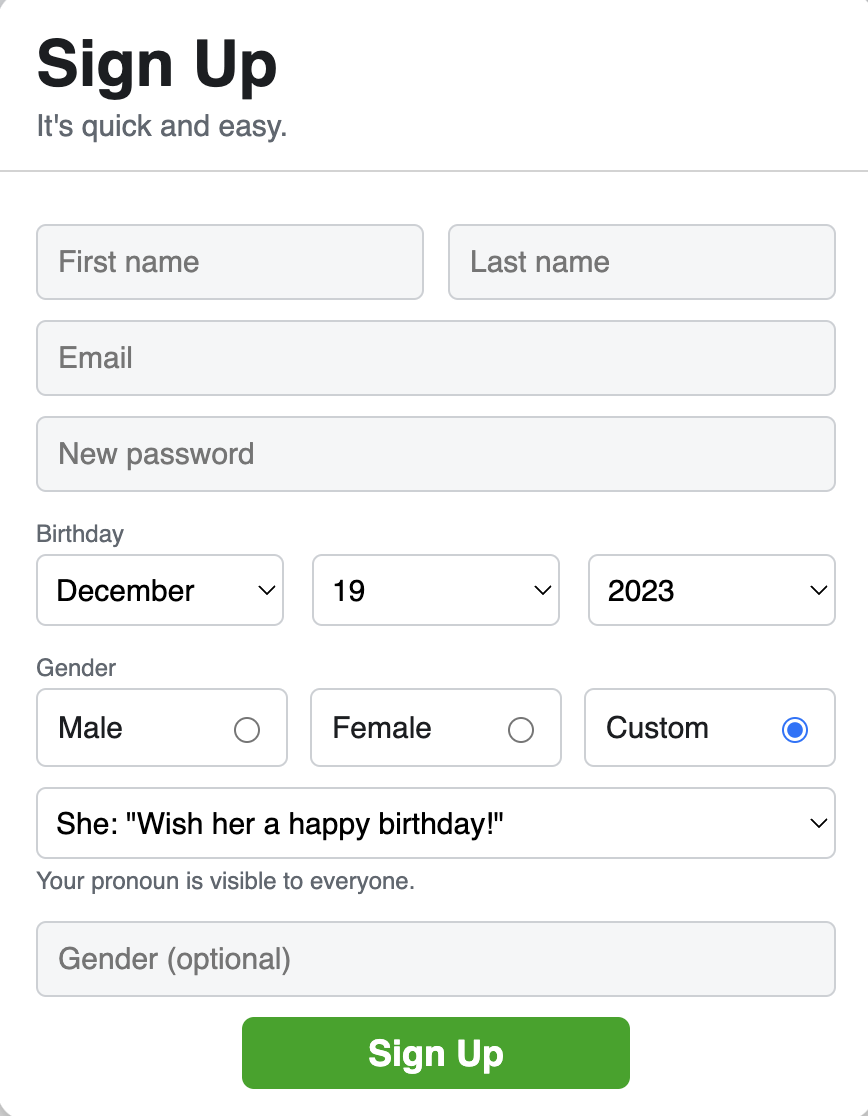 Sign Up
It's quick and easy.
First name Last name
Email
New password
Birthday
December 19 2023
Gender
Male Female Custom
She: "Wish her a happy birthday!"
Your pronoun is visible to everyone.
Gender (optional)
Sign Up